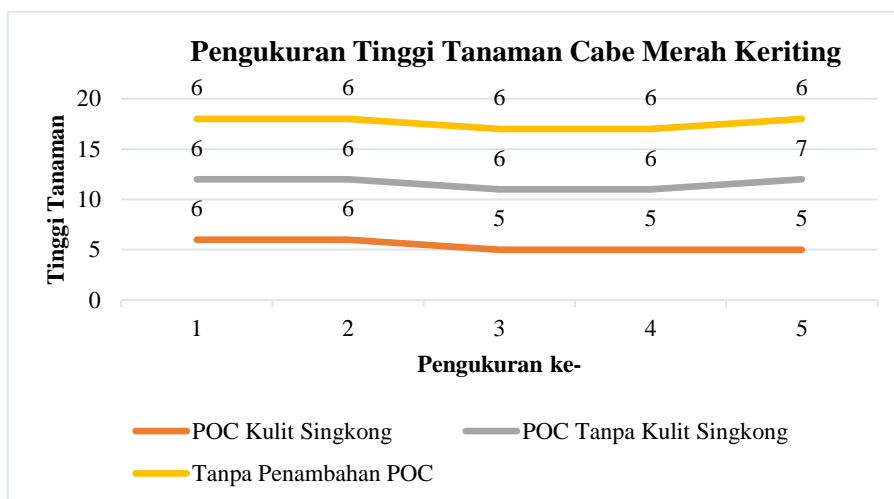 Pengukuran Tinggi Tanaman Cabe Merah Keriting
6 6 6 6 6
6 6 6 6 7
6 6 5 5 5
20
15
10
5
0
Tinggi Tanaman
1 2 3 4 5
Pengukuran ke-
POC Kulit Singkong
POC Tanpa Kulit Singkong
Tanpa Penambahan POC